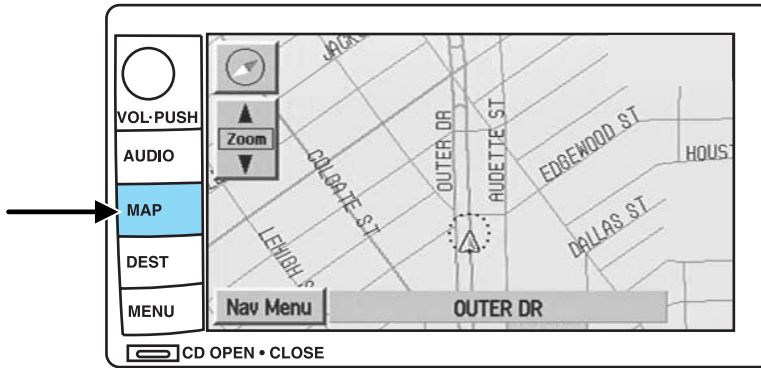 VOL·PUSH
AUDIO
MAP
DEST
MENU
CD OPEN • CLOSE
Zoom
COLGATE ST
OUTER DR
AUDETTE ST
EDGEWOOD ST
HOUS
DALLAS ST
LEHIGH S
Nav Menu
OUTER DR